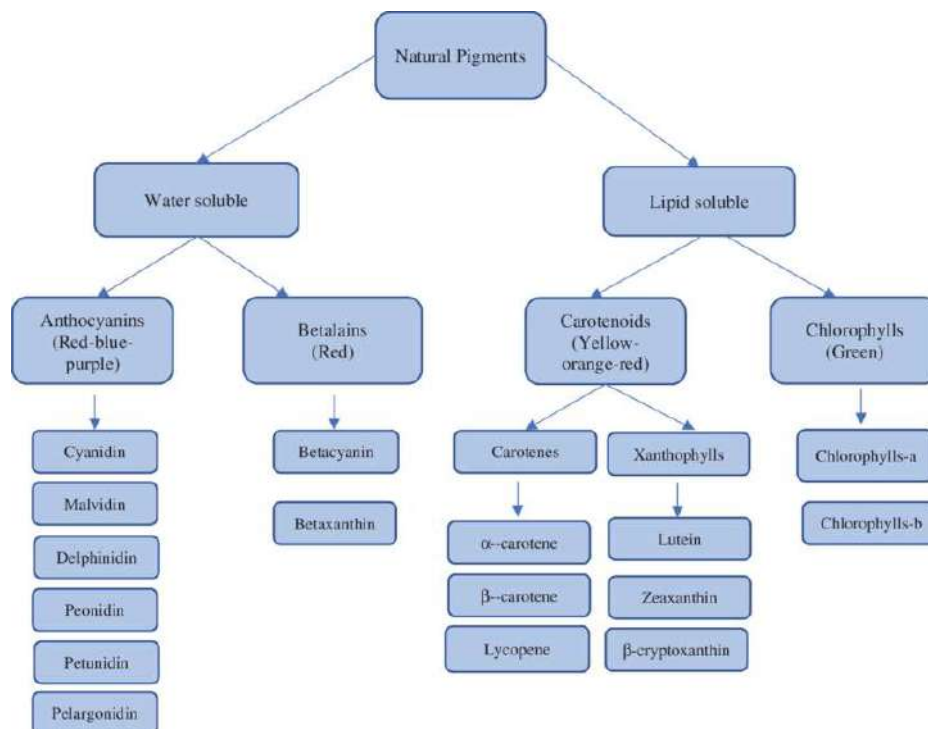 Natural Pigments
Water soluble
Lipid soluble
Anthocyanins
(Red-blue-
purple)
Betalains
(Red)
Carotenoids
(Yellow-
orange-red)
Chlorophylls
(Green)
Cyanidin
Malvidin
Delphinidin
Peonidin
Petunidin
Pelargonidin
Betacyanin
Betaxanthin
Carotenes
α--carotene
β--carotene
Lycopene
Xanthophylls
Lutein
Zeaxanthin
β-cryptoxanthin
Chlorophylls-a
Chlorophylls-b